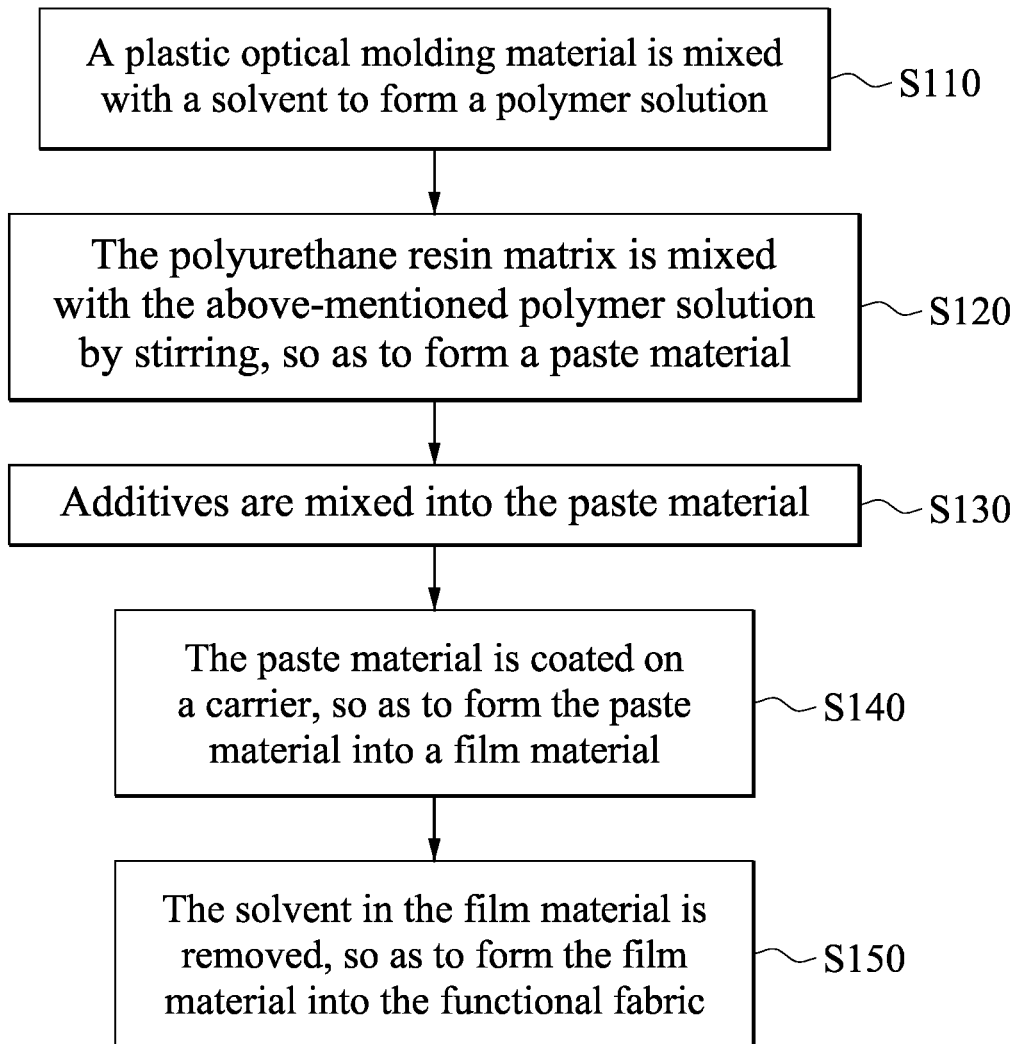 A plastic optical molding material is mixed
with a solvent to form a polymer solution
S110
The polyurethane resin matrix is mixed
with the above-mentioned polymer solution
by stirring, so as to form a paste material
S120
Additives are mixed into the paste material
S130
The paste material is coated on
a carrier, so as to form the paste
material into a film material
S140
The solvent in the film material is
removed, so as to form the film
material into the functional fabric
S150